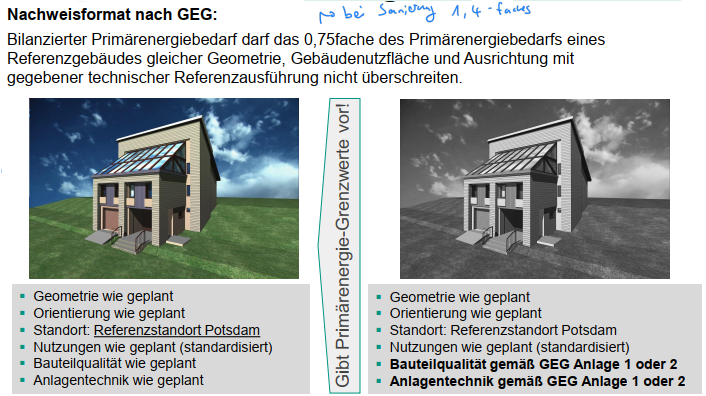 Nachweisformat nach GEG:
↝ bei Sanierung 1,4-faches
Bilanzierter Primärenergiebedarf darf das 0,75fache des Primärenergiebedarfs eines
Referenzgebäudes gleicher Geometrie, Gebäudenutzfläche und Ausrichtung mit
gegebener technischer Referenzausführung nicht überschreiten.
Gibt Primärenergie-Grenzwerte vor!
Geometrie wie geplant
Orientierung wie geplant
Standort: Referenzstandort Potsdam
Nutzungen wie geplant (standardisiert)
Bauteilqualität wie geplant
Anlagentechnik wie geplant
Geometrie wie geplant
Orientierung wie geplant
Standort: Referenzstandort Potsdam
Nutzungen wie geplant (standardisiert)
Bauteilqualität gemäß GEG Anlage 1 oder 2
Anlagentechnik gemäß GEG Anlage 1 oder 2